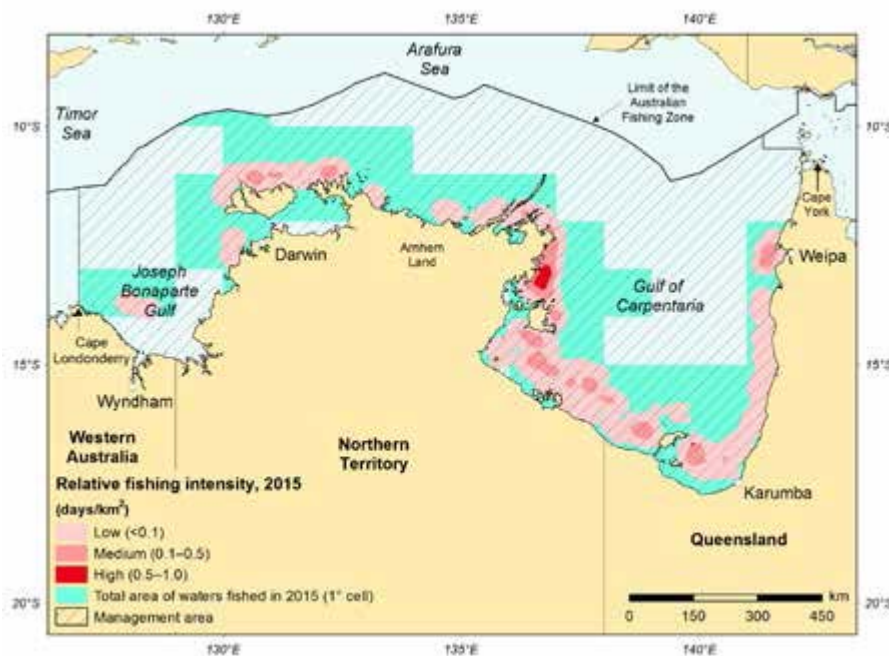 130°E 135°E 140°E
Arafura
Sea
Timor
Sea
Limit of the
Australian
Fishing Zone
10°S
10°S
Cape
York
Darwin
Arnhem
Land
Weipa
Joseph
Bonaparte
Gulf
Gulf of
Carpentaria
Cape
Londonderry
15°S
15°S
Wyndham
Western
Australia
Northern
Territory
Karumba
Queensland
Relative fishing intensity, 2015
(days/km²)
Low (<0.1)
Medium (0.1–0.5)
High (0.5–1.0)
Total area of waters fished in 2015 (1° cell)
Management area
km
0 150 300 450
20°S
20°S
130°E 135°E 140°E